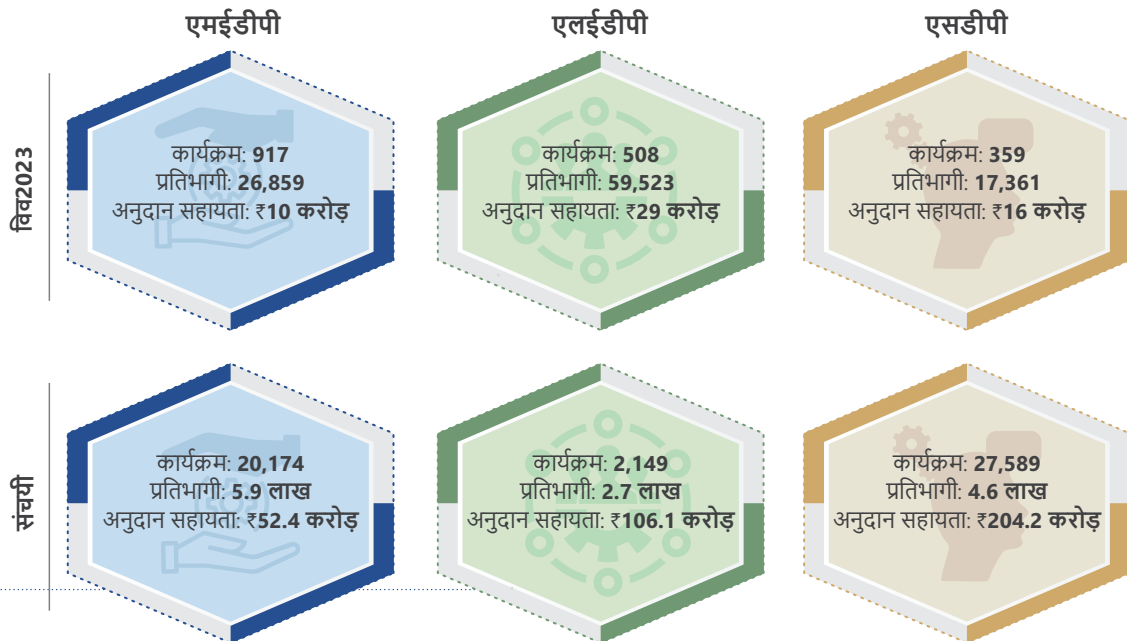 एमईडीपी
एलईडीपी
एसडीपी
विव2023
कार्यक्रम: 917
प्रतिभागी: 26,859
अनुदान सहायता: ₹10 करोड़
कार्यक्रम: 508
प्रतिभागी: 59,523
अनुदान सहायता: ₹29 करोड़
कार्यक्रम: 359
प्रतिभागी: 17,361
अनुदान सहायता: ₹16 करोड़
संचयी
कार्यक्रम: 20,174
प्रतिभागी: 5.9 लाख
अनुदान सहायता: ₹52.4 करोड़
कार्यक्रम: 2,149
प्रतिभागी: 2.7 लाख
अनुदान सहायता: ₹106.1 करोड़
कार्यक्रम: 27,589
प्रतिभागी: 4.6 लाख
अनुदान सहायता: ₹204.2 करोड़